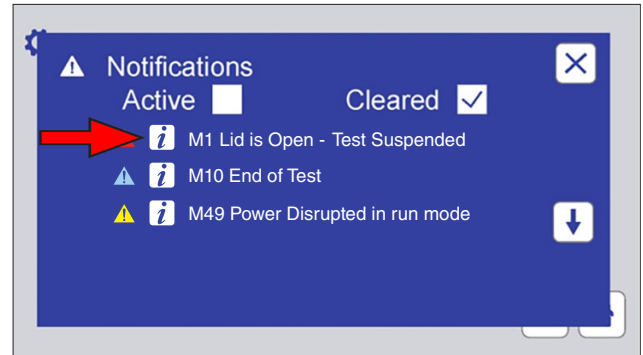 Notifications
Active Cleared
i M1 Lid is Open - Test Suspended
i M10 End of Test
i M49 Power Disrupted in run mode